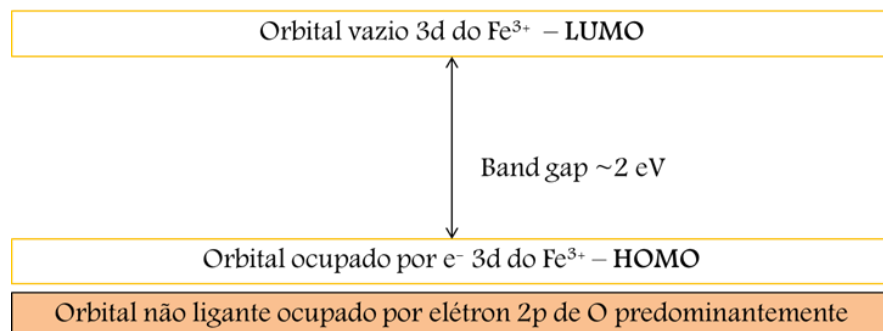 Orbital vazio 3d do Fe³⁺ – LUMO
Band gap ~2 eV
Orbital ocupado por e⁻ 3d do Fe³⁺ – HOMO
Orbital não ligante ocupado por elétron 2p de O predominantemente